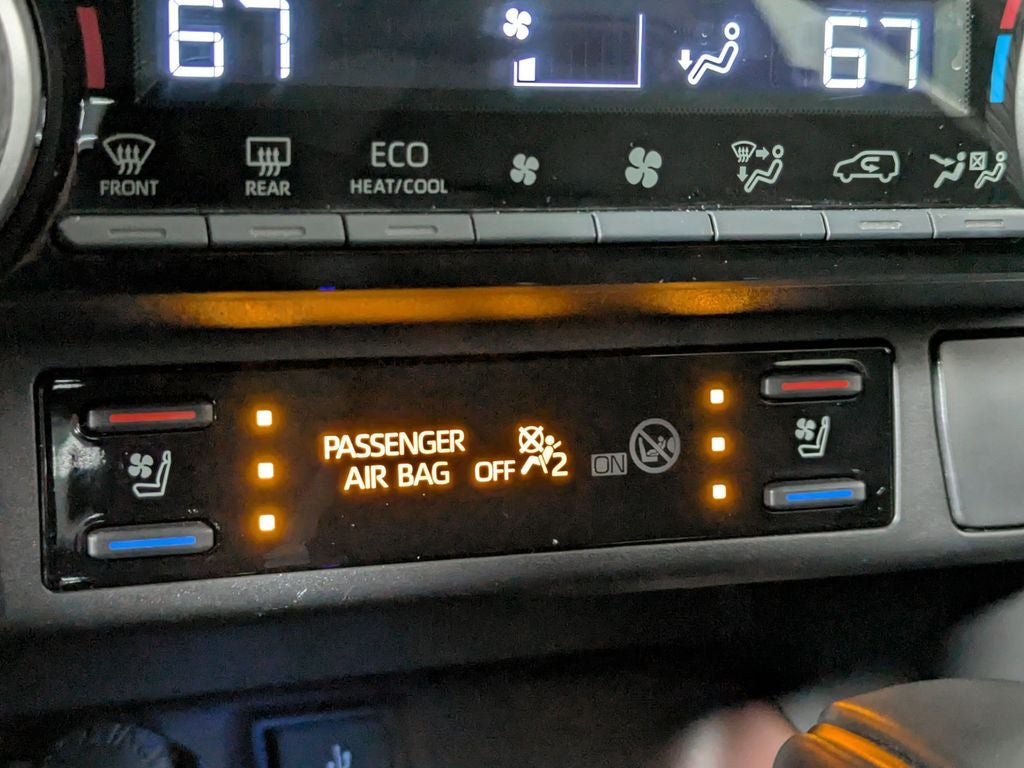 67 67
FRONT REAR ECO HEAT/COOL
PASSENGER
AIR BAG OFF 2 ON